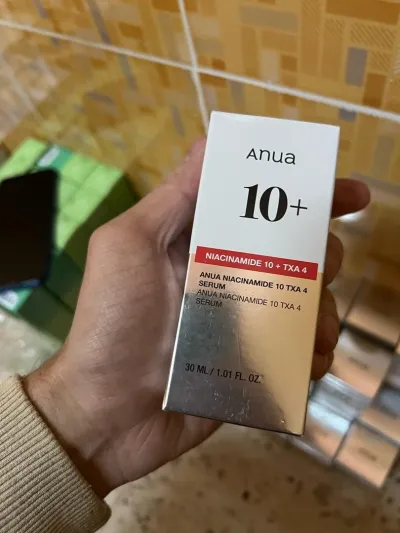 Anua
10+
NIACINAMIDE 10 + TXA 4
ANUA NIACINAMIDE 10 TXA 4
SERUM
ANUA NIACINAMIDE 10 TXA 4
SERUM
30 ML / 1.01 FL. OZ.